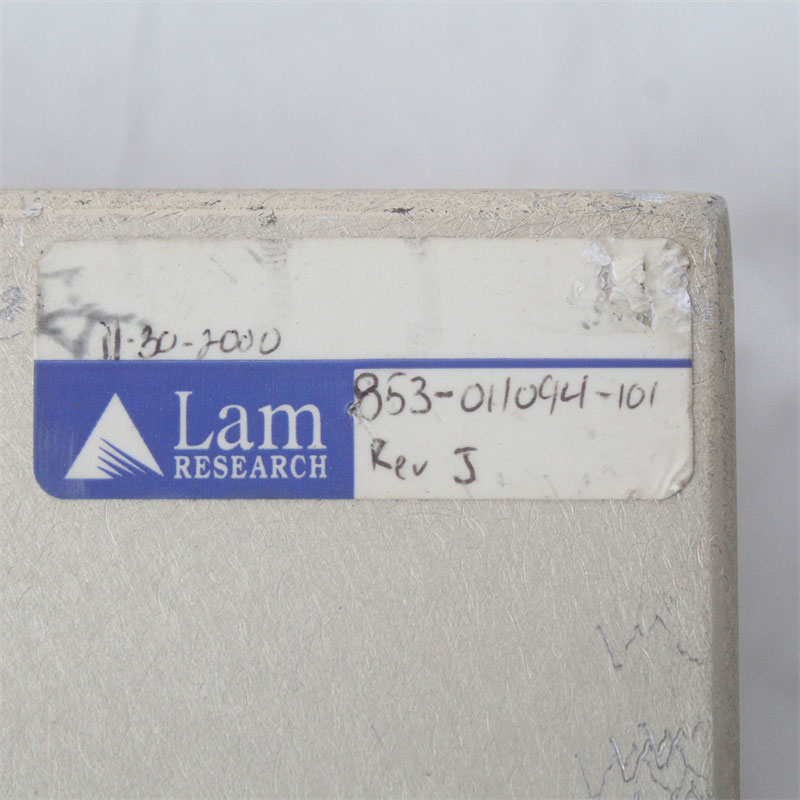 11-30-2000
Lam
RESEARCH
853-011094-101
Rev J